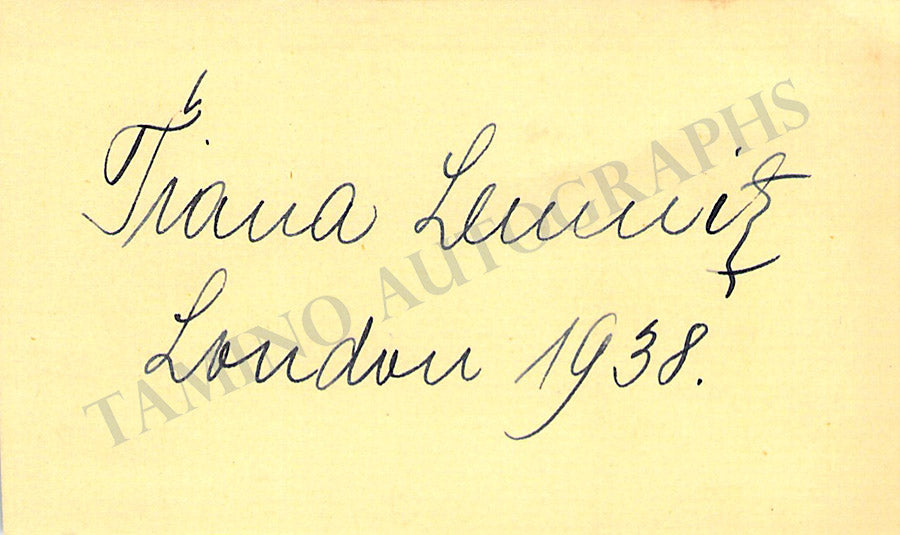 Tiana Lemnitz
London 1938.
TAMINO AUTOGRAPHS